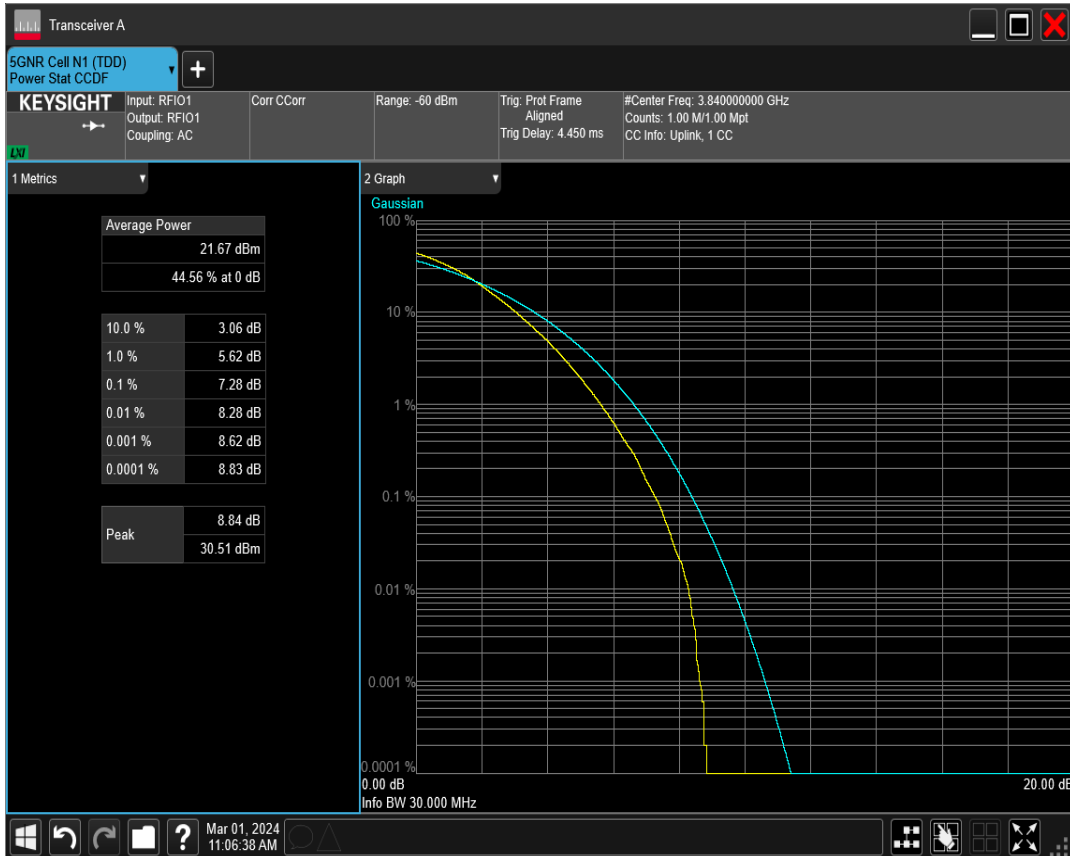 Transceiver A
5GNR Cell N1 (TDD)
Power Stat CCDF
+
KEYSIGHT
LXI
Input: RFIO1
Output: RFIO1
Coupling: AC
Corr CCorr
Range: -60 dBm
Trig: Prot Frame
Aligned
Trig Delay: 4.450 ms
#Center Freq: 3.840000000 GHz
Counts: 1.00 M/1.00 Mpt
CC Info: Uplink, 1 CC
1 Metrics
Average Power
21.67 dBm
44.56 % at 0 dB
10.0 % 3.06 dB
1.0 % 5.62 dB
0.1 % 7.28 dB
0.01 % 8.28 dB
0.001 % 8.62 dB
0.0001 % 8.83 dB
Peak
8.84 dB
30.51 dBm
2 Graph
Gaussian
100 %
10 %
1 %
0.1 %
0.01 %
0.001 %
0.0001 %
0.00 dB
20.00 dB
Info BW 30.000 MHz
?
Mar 01, 2024
11:06:38 AM